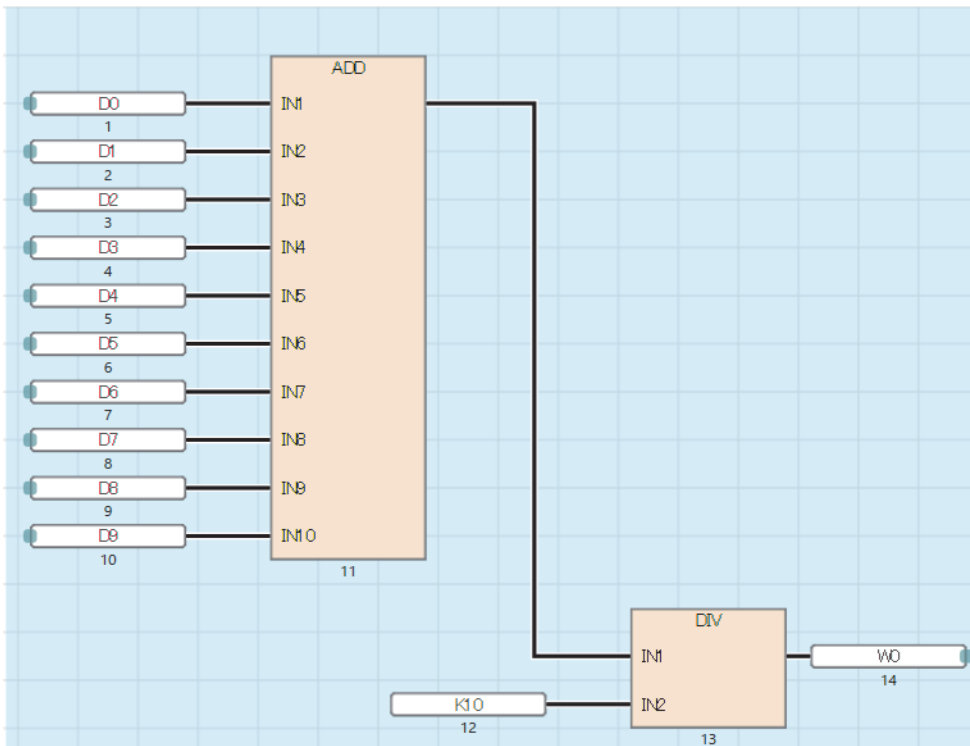 ADD
D0 IN1
1
D1 IN2
2
D2 IN3
3
D3 IN4
4
D4 IN5
5
D5 IN6
6
D6 IN7
7
D7 IN8
8
D8 IN9
9
D9 IN10
10
11
DIV
IN1 W0
14
K10 IN2
12
13